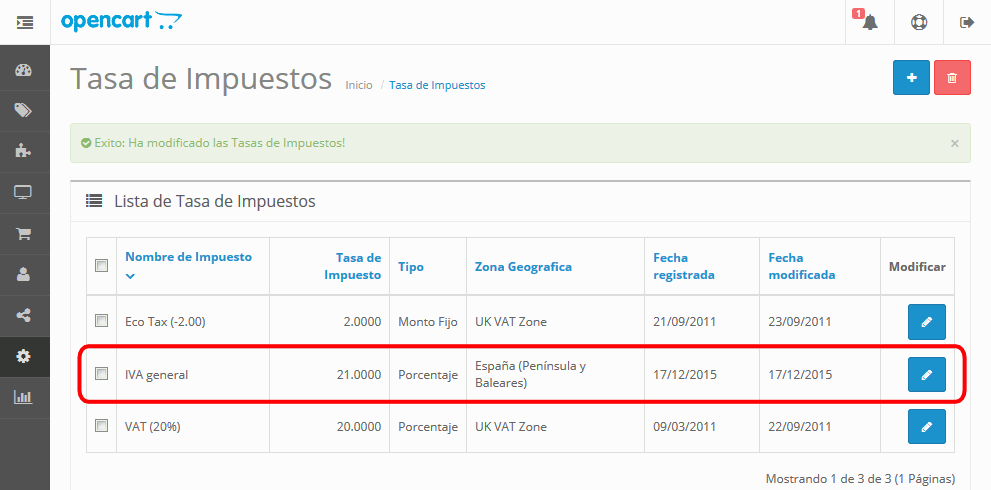 opencart
1
Tasa de Impuestos
Inicio / Tasa de Impuestos
Exito: Ha modificado las Tasas de Impuestos!
×
Lista de Tasa de Impuestos
Nombre de Impuesto
Tasa de
Impuesto
Tipo
Zona Geografica
Fecha
registrada
Fecha
modificada
Modificar
Eco Tax (-2.00) 2.0000 Monto Fijo UK VAT Zone 21/09/2011 23/09/2011
IVA general 21.0000 Porcentaje España (Península y
Baleares) 17/12/2015 17/12/2015
VAT (20%) 20.0000 Porcentaje UK VAT Zone 09/03/2011 22/09/2011
Mostrando 1 de 3 de 3 (1 Páginas)